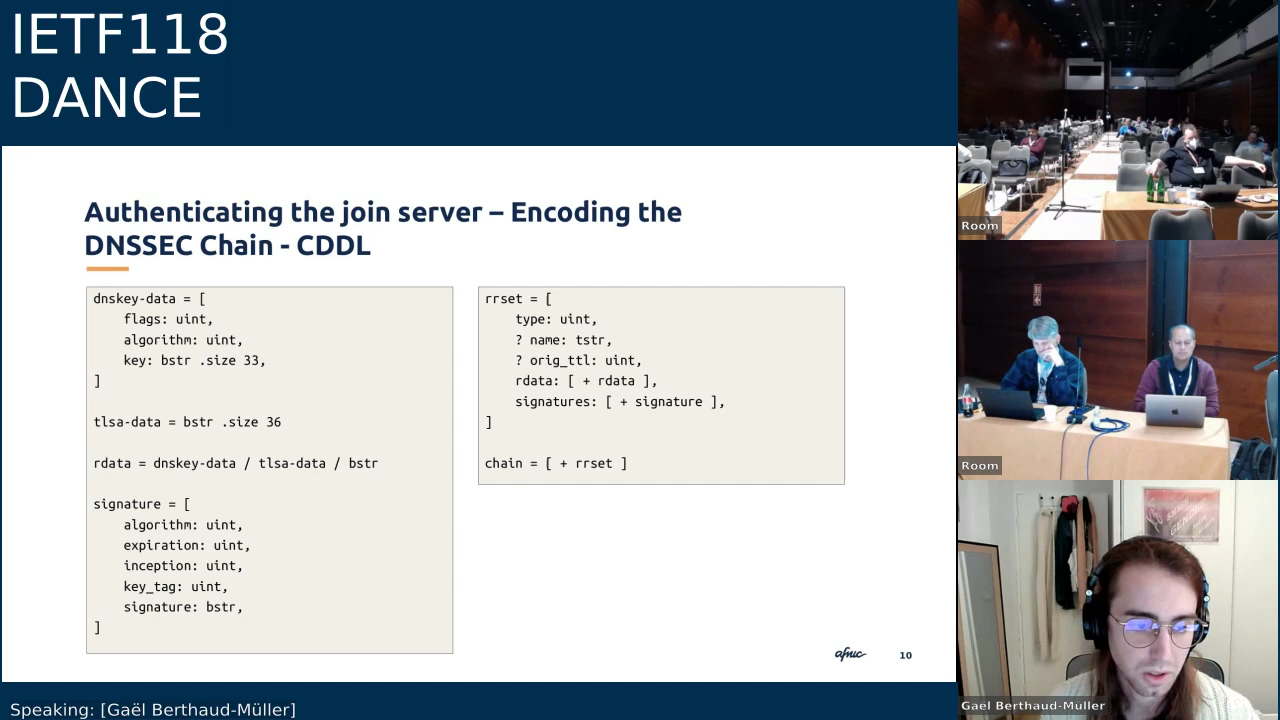 IETF118
DANCE
Authenticating the join server – Encoding the
DNSSEC Chain - CDDL
dnskey-data = [
    flags: uint,
    algorithm: uint,
    key: bstr .size 33,
]
tlsa-data = bstr .size 36
rdata = dnskey-data / tlsa-data / bstr
signature = [
    algorithm: uint,
    expiration: uint,
    inception: uint,
    key_tag: uint,
    signature: bstr,
]
rrset = [
    type: uint,
    ? name: tstr,
    ? orig_ttl: uint,
    rdata: [ + rdata ],
    signatures: [ + signature ],
]
chain = [ + rrset ]
afnic
10
Speaking: [Gaël Berthaud-Müller]
Room
Room
Gael Berthaud-Müller